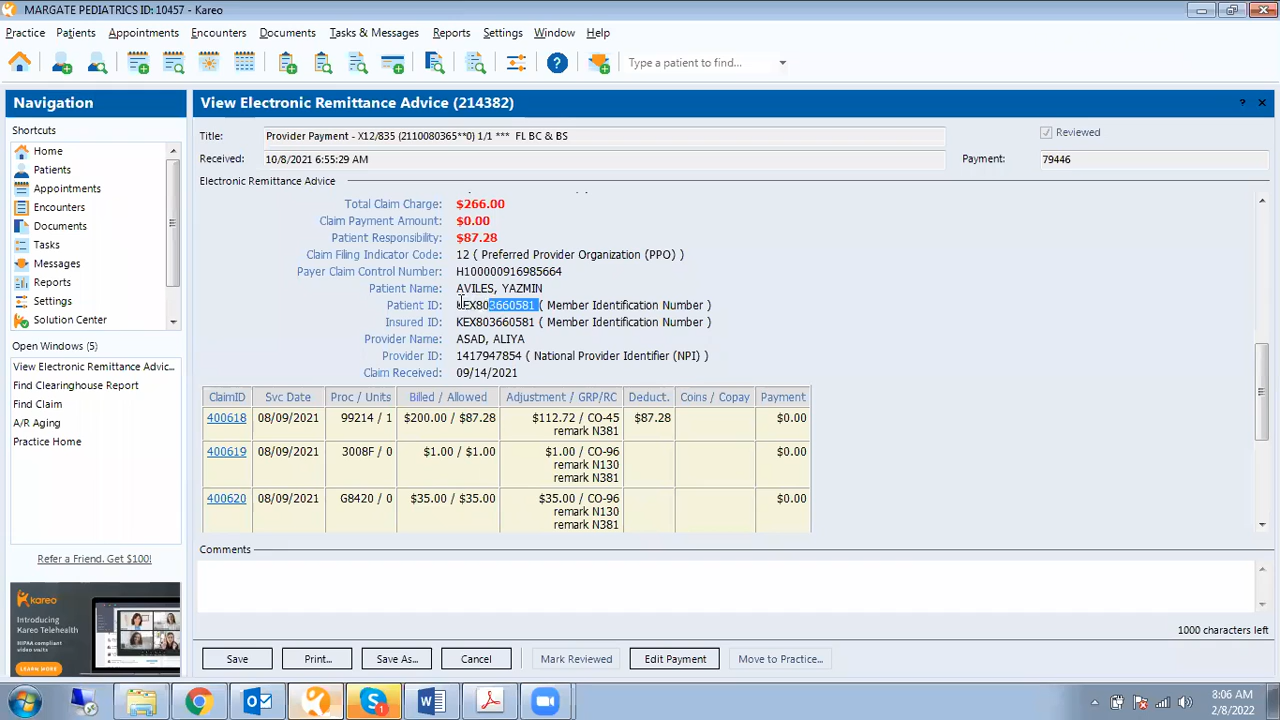 MARGATE PEDIATRICS ID: 10457 - Kareo
Practice Patients Appointments Encounters Documents Tasks & Messages Reports Settings Window Help
Type a patient to find...
Navigation
Shortcuts
Home
Patients
Appointments
Encounters
Documents
Tasks
Messages
Reports
Settings
Solution Center
Open Windows (5)
View Electronic Remittance Advic...
Find Clearinghouse Report
Find Claim
A/R Aging
Practice Home
Refer a Friend. Get $100!
kareo
Introducing
Kareo Telehealth
HIPAA compliant
video visits
LEARN MORE
View Electronic Remittance Advice (214382)
Title: Provider Payment - X12/835 (2110080365**0) 1/1 *** FL BC & BS
Reviewed
Received: 10/8/2021 6:55:29 AM
Payment: 79446
Electronic Remittance Advice
Total Claim Charge: $266.00
Claim Payment Amount: $0.00
Patient Responsibility: $87.28
Claim Filing Indicator Code: 12 ( Preferred Provider Organization (PPO) )
Payer Claim Control Number: H100000916985664
Patient Name: AVILES, YAZMIN
Patient ID: KEX803660581 ( Member Identification Number )
Insured ID: KEX803660581 ( Member Identification Number )
Provider Name: ASAD, ALIYA
Provider ID: 1417947854 ( National Provider Identifier (NPI) )
Claim Received: 09/14/2021
ClaimID Svc Date Proc / Units Billed / Allowed Adjustment / GRP/RC Deduct. Coins / Copay Payment
400618 08/09/2021 99214 / 1 $200.00 / $87.28 $112.72 / CO-45 $87.28 $0.00
remark N381
400619 08/09/2021 3008F / 0 $1.00 / $1.00 $1.00 / CO-96 $0.00
remark N130
remark N381
400620 08/09/2021 G8420 / 0 $35.00 / $35.00 $35.00 / CO-96 $0.00
remark N130
remark N381
Comments
1000 characters left
Save Print... Save As... Cancel Mark Reviewed Edit Payment Move to Practice...
8:06 AM
2/8/2022